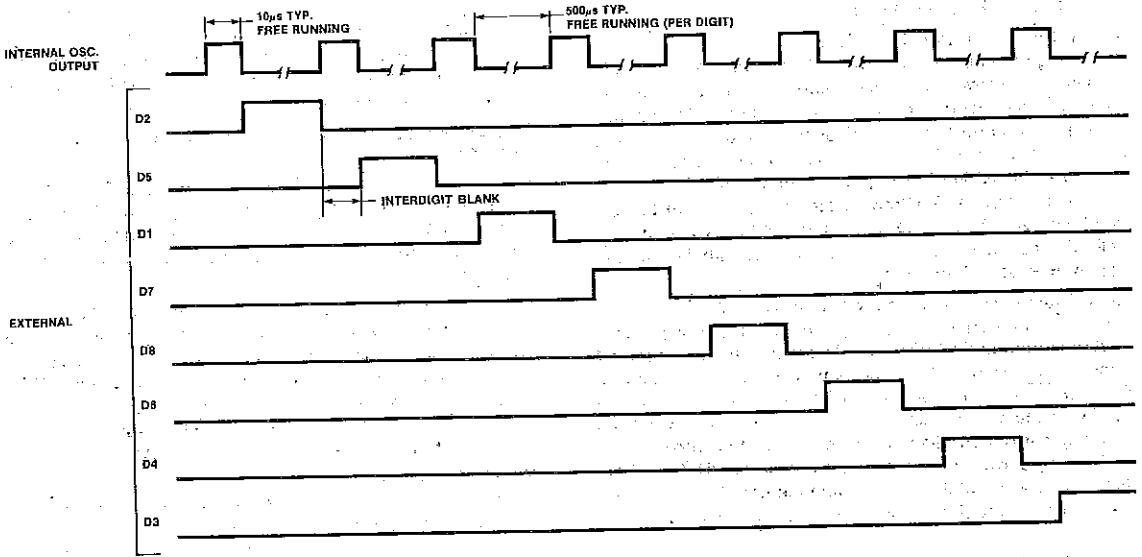 10µs TYP.
FREE RUNNING
500µs TYP.
FREE RUNNING (PER DIGIT)
INTERNAL OSC.
OUTPUT
D2
D5
INTERDIGIT BLANK
D1
D7
EXTERNAL
D8
D6
D4
D3